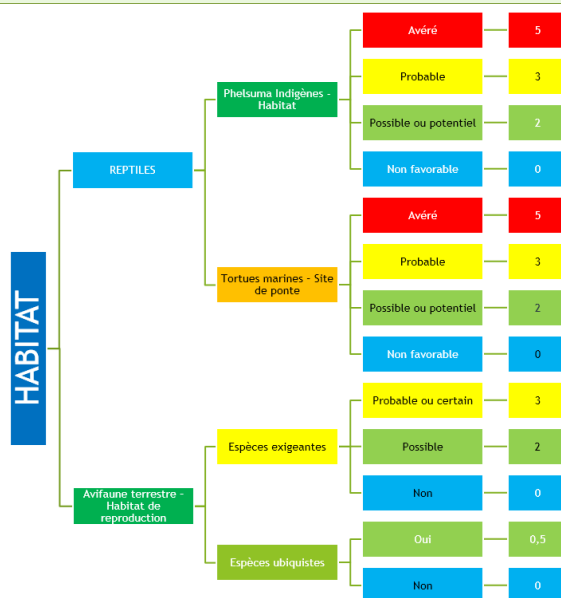 HABITAT
REPTILES
Phelsuma Indigènes -
Habitat
Avéré
5
Probable
3
Possible ou potentiel
2
Non favorable
0
Tortues marines - Site
de ponte
Avéré
5
Probable
3
Possible ou potentiel
2
Non favorable
0
Avifaune terrestre -
Habitat de
reproduction
Espèces exigeantes
Probable ou certain
3
Possible
2
Non
0
Espèces ubiquistes
Oui
0,5
Non
0